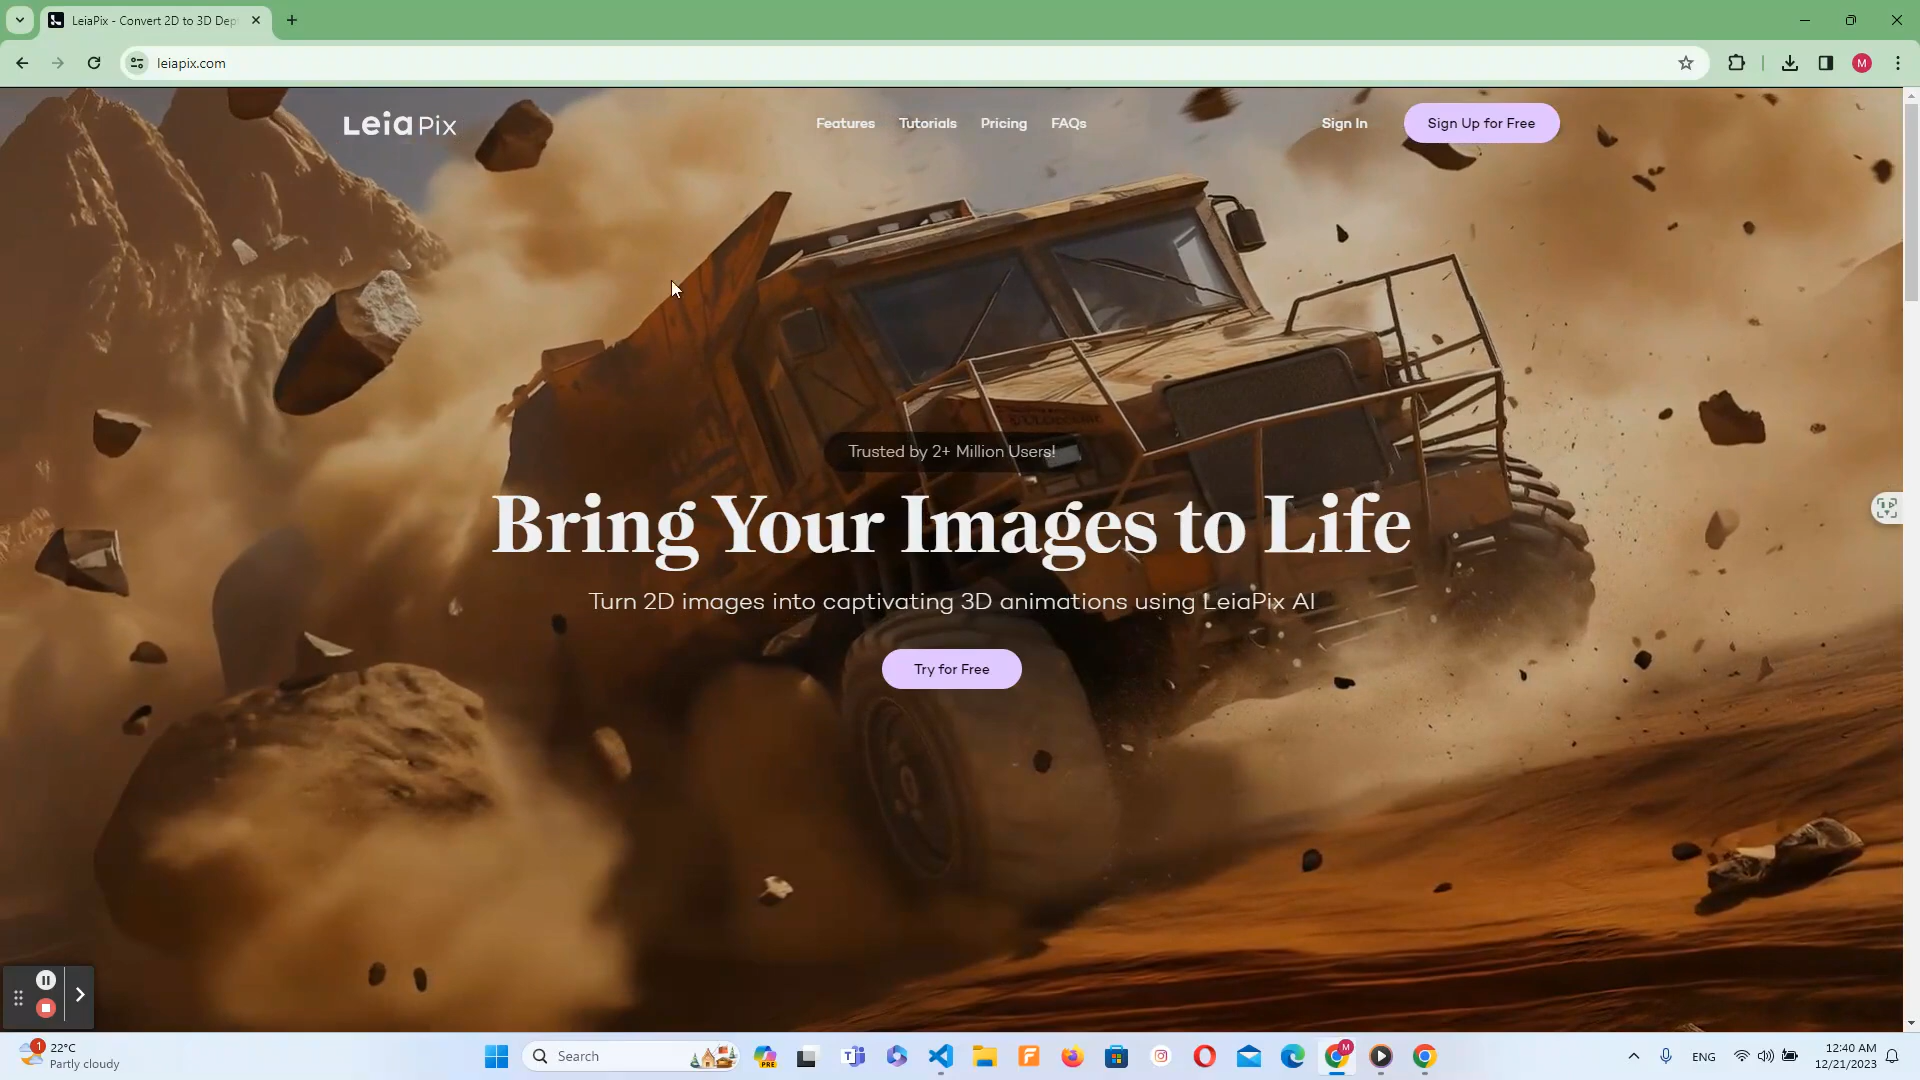 LeiaPix - Convert 2D to 3D Dep
leiapix.com
M
Leia Pix
Features Tutorials Pricing FAQs
Sign In
Sign Up for Free
Trusted by 2+ Million Users!
Bring Your Images to Life
Turn 2D images into captivating 3D animations using LeiaPix AI
Try for Free
1
22°C
Partly cloudy
Search
PRE
M
ENG
12:40 AM
12/21/2023